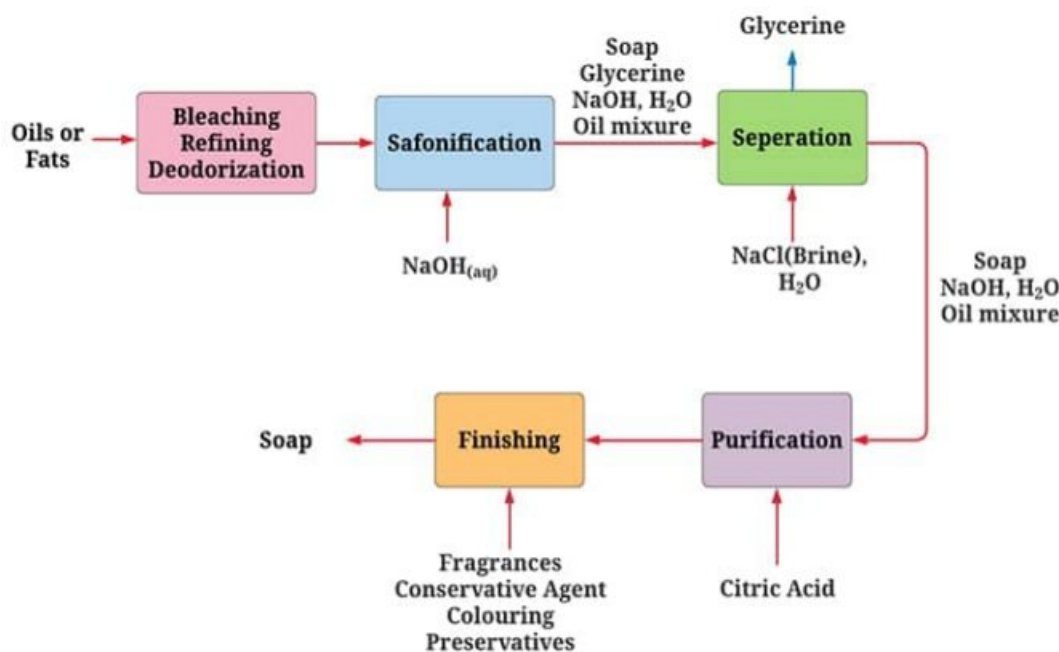 Oils or
Fats
Bleaching
Refining
Deodorization
Safonification
NaOH(aq)
Soap
Glycerine
NaOH, H₂O
Oil mixure
Glycerine
Seperation
NaCl(Brine),
H₂O
Soap
NaOH, H₂O
Oil mixure
Purification
Citric Acid
Finishing
Fragrances
Conservative Agent
Colouring
Preservatives
Soap